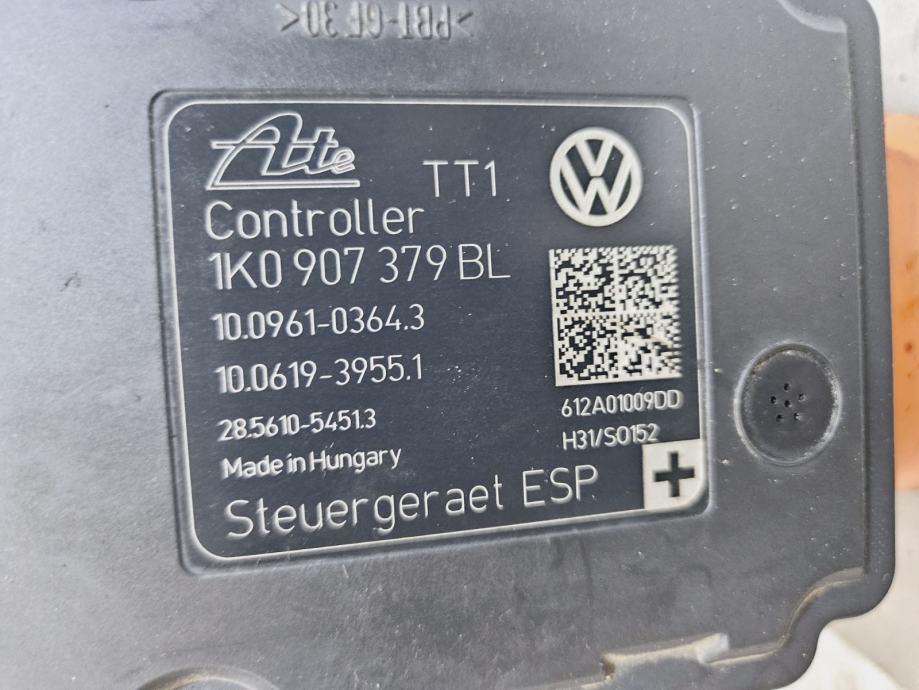 >PBT-GF 30<
Ate
TT1
Controller
1K0 907 379 BL
10.0961-0364.3
10.0619-3955.1
28.5610-5451.3
Made in Hungary
Steuergeraet ESP
VW
612A01009DD
H31/S0152